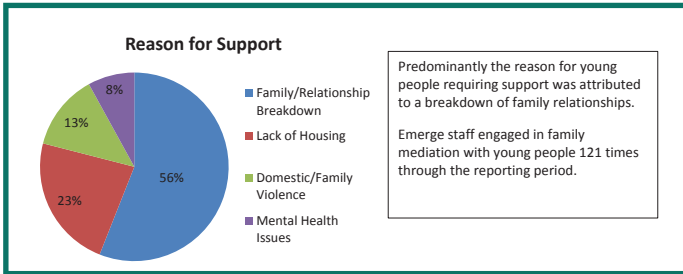 Reason for Support
8%
13%
23%
56%
Family/Relationship
Breakdown
Lack of Housing
Domestic/Family
Violence
Mental Health
Issues
Predominantly the reason for young
people requiring support was attributed
to a breakdown of family relationships.
Emerge staff engaged in family
mediation with young people 121 times
through the reporting period.